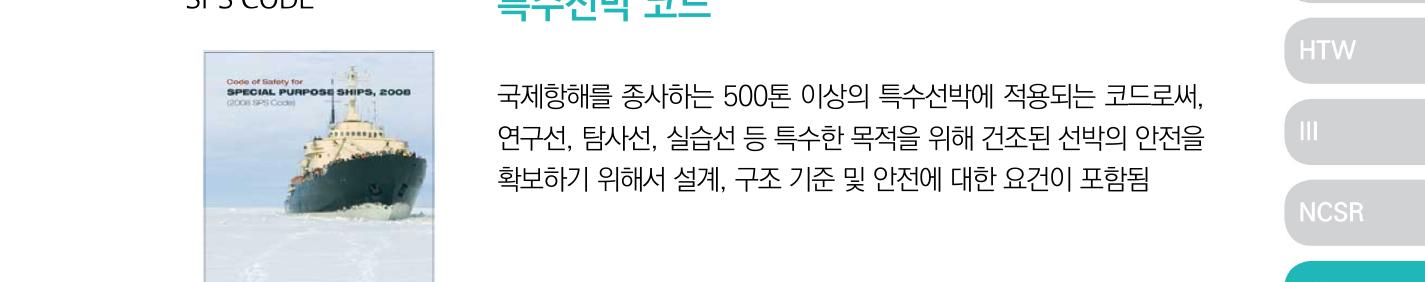 SPS CODE
특수선박 코드
Code of Safety for
SPECIAL PURPOSE SHIPS, 2008
(2008 SPS Code)
국제항해를 종사하는 500톤 이상의 특수선박에 적용되는 코드로써,
연구선, 탐사선, 실습선 등 특수한 목적을 위해 건조된 선박의 안전을
확보하기 위해서 설계, 구조 기준 및 안전에 대한 요건이 포함됨
HTW
III
NCSR